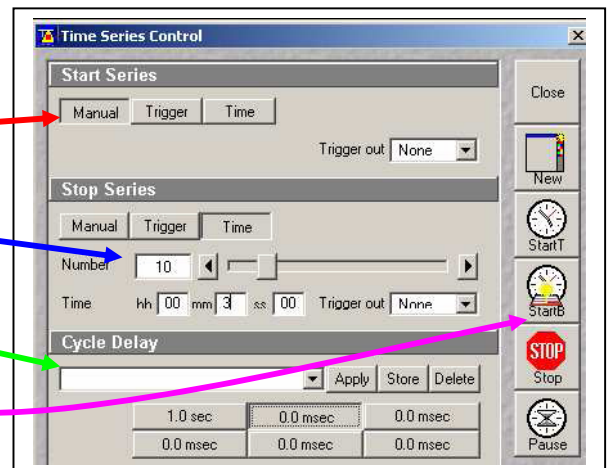 Time Series Control
Start Series
Manual Trigger Time
Trigger out None
Stop Series
Manual Trigger Time
Number 10
Time hh 00 mm 3 ss 00 Trigger out None
Cycle Delay
Apply Store Delete
1.0 sec 0.0 msec 0.0 msec
0.0 msec 0.0 msec 0.0 msec
Close
New
StartT
StartB
STOP
Stop
Pause